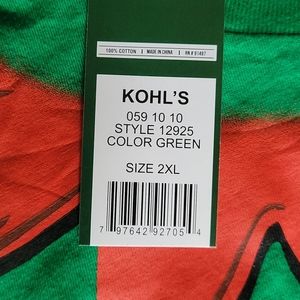 100% COTTON | MADE IN CHINA | RN # 61497
KOHL'S
059 10 10
STYLE 12925
COLOR GREEN
SIZE 2XL
7 97642 92705 4